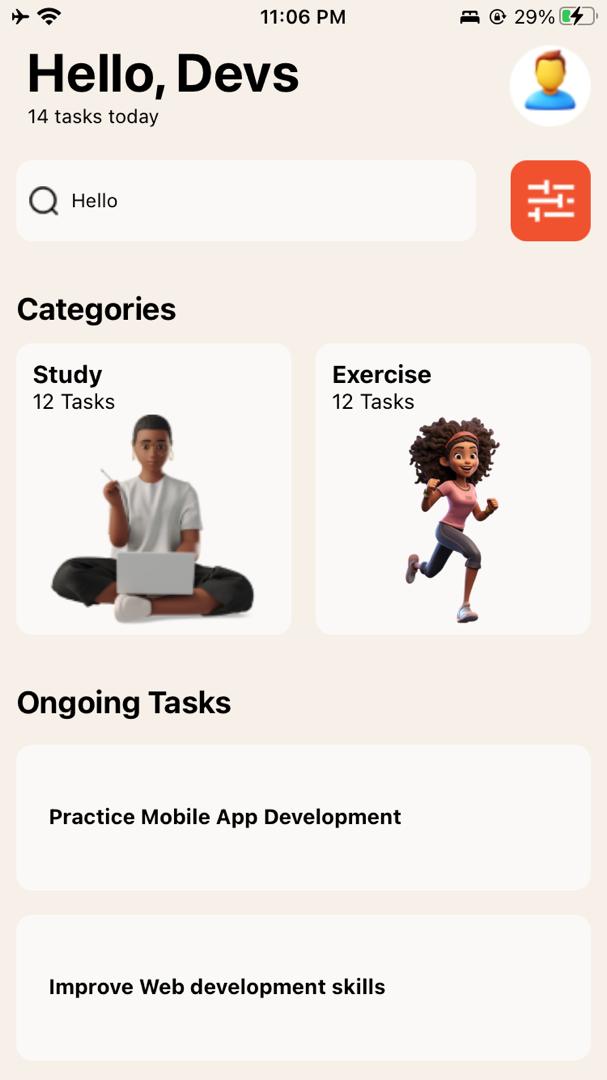 11:06 PM
29%
Hello, Devs
14 tasks today
Hello
Categories
Study
12 Tasks
Exercise
12 Tasks
Ongoing Tasks
Practice Mobile App Development
Improve Web development skills